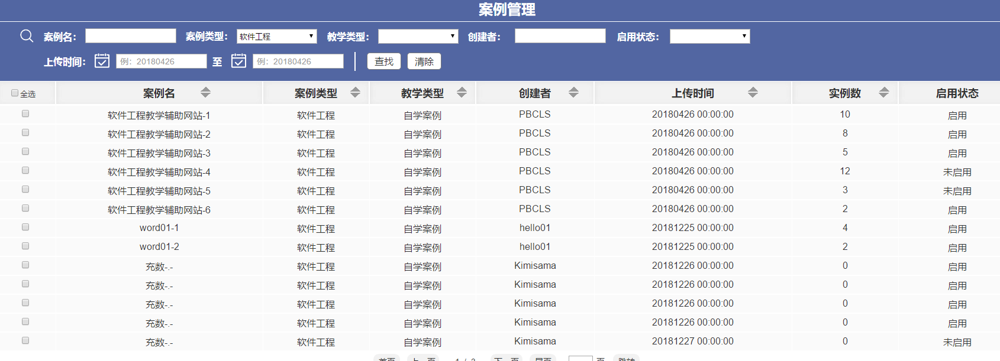 案例管理
案例名： 案例类型： 软件工程 教学类型： 创建者： 启用状态：
上传时间： 例：20180426 至 例：20180426 查找 清除
全选 案例名 案例类型 教学类型 创建者 上传时间 实例数 启用状态
软件工程教学辅助网站-1 软件工程 自学案例 PBCLS 20180426 00:00:00 10 启用
软件工程教学辅助网站-2 软件工程 自学案例 PBCLS 20180426 00:00:00 8 启用
软件工程教学辅助网站-3 软件工程 自学案例 PBCLS 20180426 00:00:00 5 启用
软件工程教学辅助网站-4 软件工程 自学案例 PBCLS 20180426 00:00:00 12 未启用
软件工程教学辅助网站-5 软件工程 自学案例 PBCLS 20180426 00:00:00 3 未启用
软件工程教学辅助网站-6 软件工程 自学案例 PBCLS 20180426 00:00:00 2 启用
word01-1 软件工程 自学案例 hello01 20181225 00:00:00 4 启用
word01-2 软件工程 自学案例 hello01 20181225 00:00:00 2 启用
充数-.- 软件工程 自学案例 Kimisama 20181226 00:00:00 0 启用
充数-.- 软件工程 自学案例 Kimisama 20181226 00:00:00 0 启用
充数-.- 软件工程 自学案例 Kimisama 20181226 00:00:00 0 启用
充数-.- 软件工程 自学案例 Kimisama 20181226 00:00:00 0 启用
充数-.- 软件工程 自学案例 Kimisama 20181227 00:00:00 0 未启用
首页 上一页 1 / 3 下一页 尾页 页 跳转